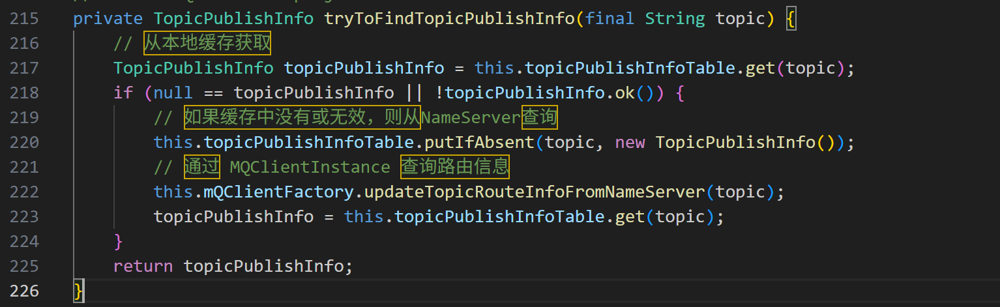 215 private TopicPublishInfo tryToFindTopicPublishInfo(final String topic) {
216 // 从本地缓存获取
217 TopicPublishInfo topicPublishInfo = this.topicPublishInfoTable.get(topic);
218 if (null == topicPublishInfo || !topicPublishInfo.ok()) {
219 // 如果缓存中没有或无效，则从NameServer查询
220 this.topicPublishInfoTable.putIfAbsent(topic, new TopicPublishInfo());
221 // 通过 MQClientInstance 查询路由信息
222 this.mQClientFactory.updateTopicRouteInfoFromNameServer(topic);
223 topicPublishInfo = this.topicPublishInfoTable.get(topic);
224 }
225 return topicPublishInfo;
226 }